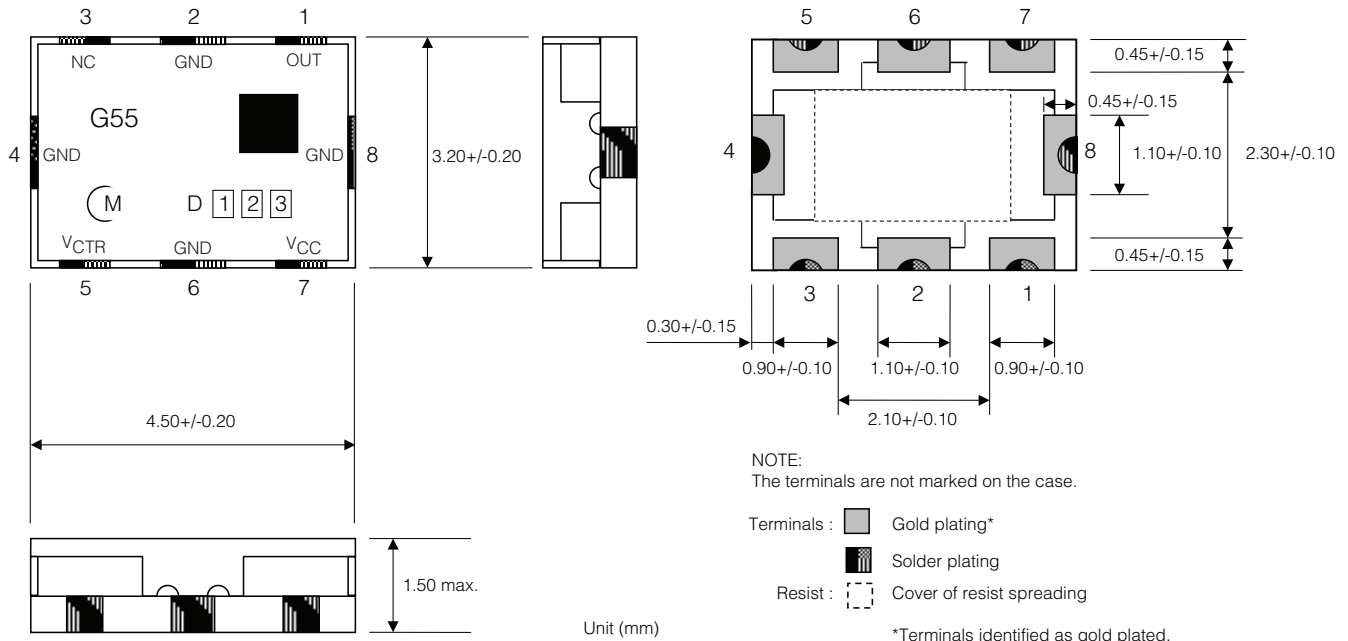 3 2 1
NC GND OUT
G55
4 GND GND 8
M D 1 2 3
VCTR GND VCC
5 6 7
3.20+/-0.20
4.50+/-0.20
1.50 max.
Unit (mm)
5 6 7
0.45+/-0.15
0.45+/-0.15
4 8 1.10+/-0.10 2.30+/-0.10
0.45+/-0.15
3 2 1
0.30+/-0.15
0.90+/-0.10 1.10+/-0.10 0.90+/-0.10
2.10+/-0.10
NOTE:
The terminals are not marked on the case.
Terminals : Gold plating*
Solder plating
Resist : Cover of resist spreading
*Terminals identified as gold plated.